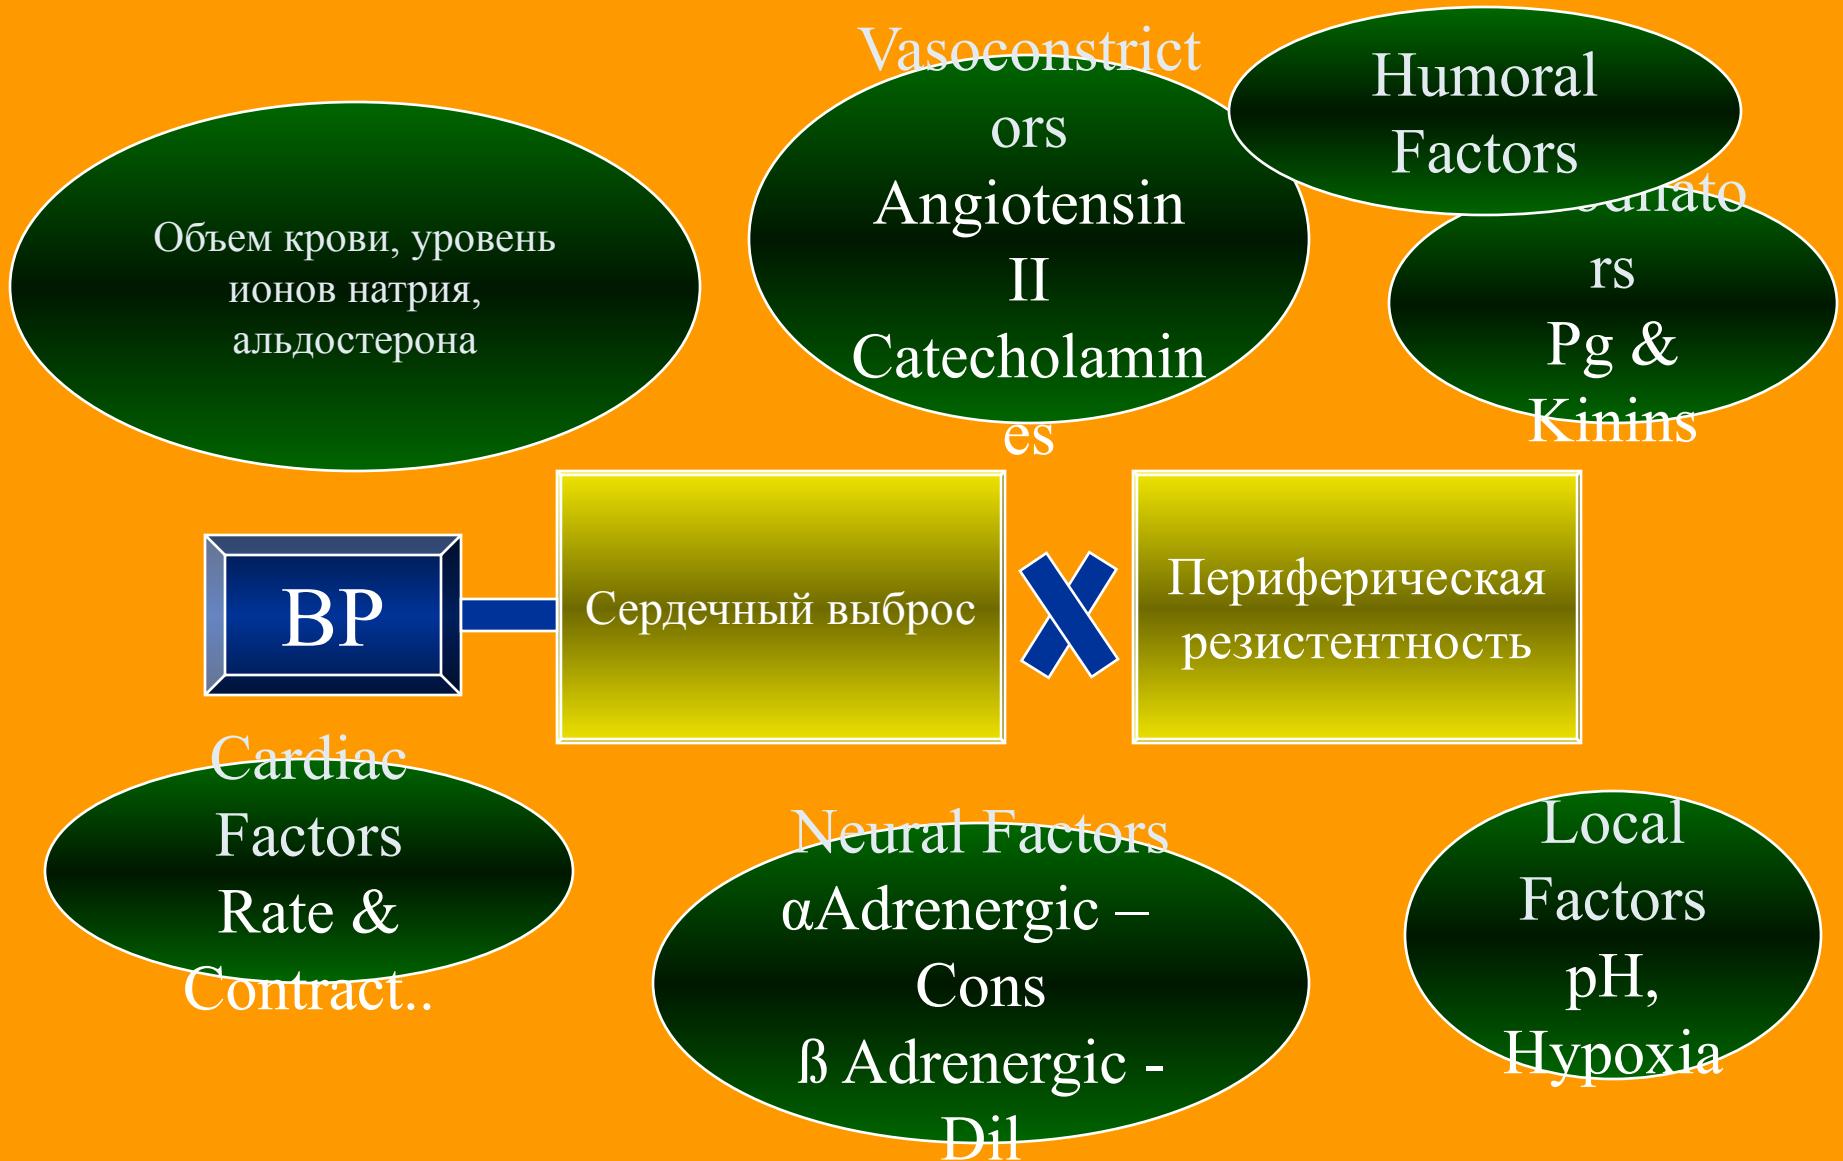 Vasoconstrict
ors
Angiotensin
II
Catecholamin
es
Humoral
Factors
rs
Pg &
Kinins
Объем крови, уровень
ионов натрия,
альдостерона
BP
Сердечный выброс
Периферическая
резистентность
Cardiac
Factors
Rate &
Contract..
Neural Factors
αAdrenergic –
Cons
ß Adrenergic -
Dil
Local
Factors
pH,
Hypoxia